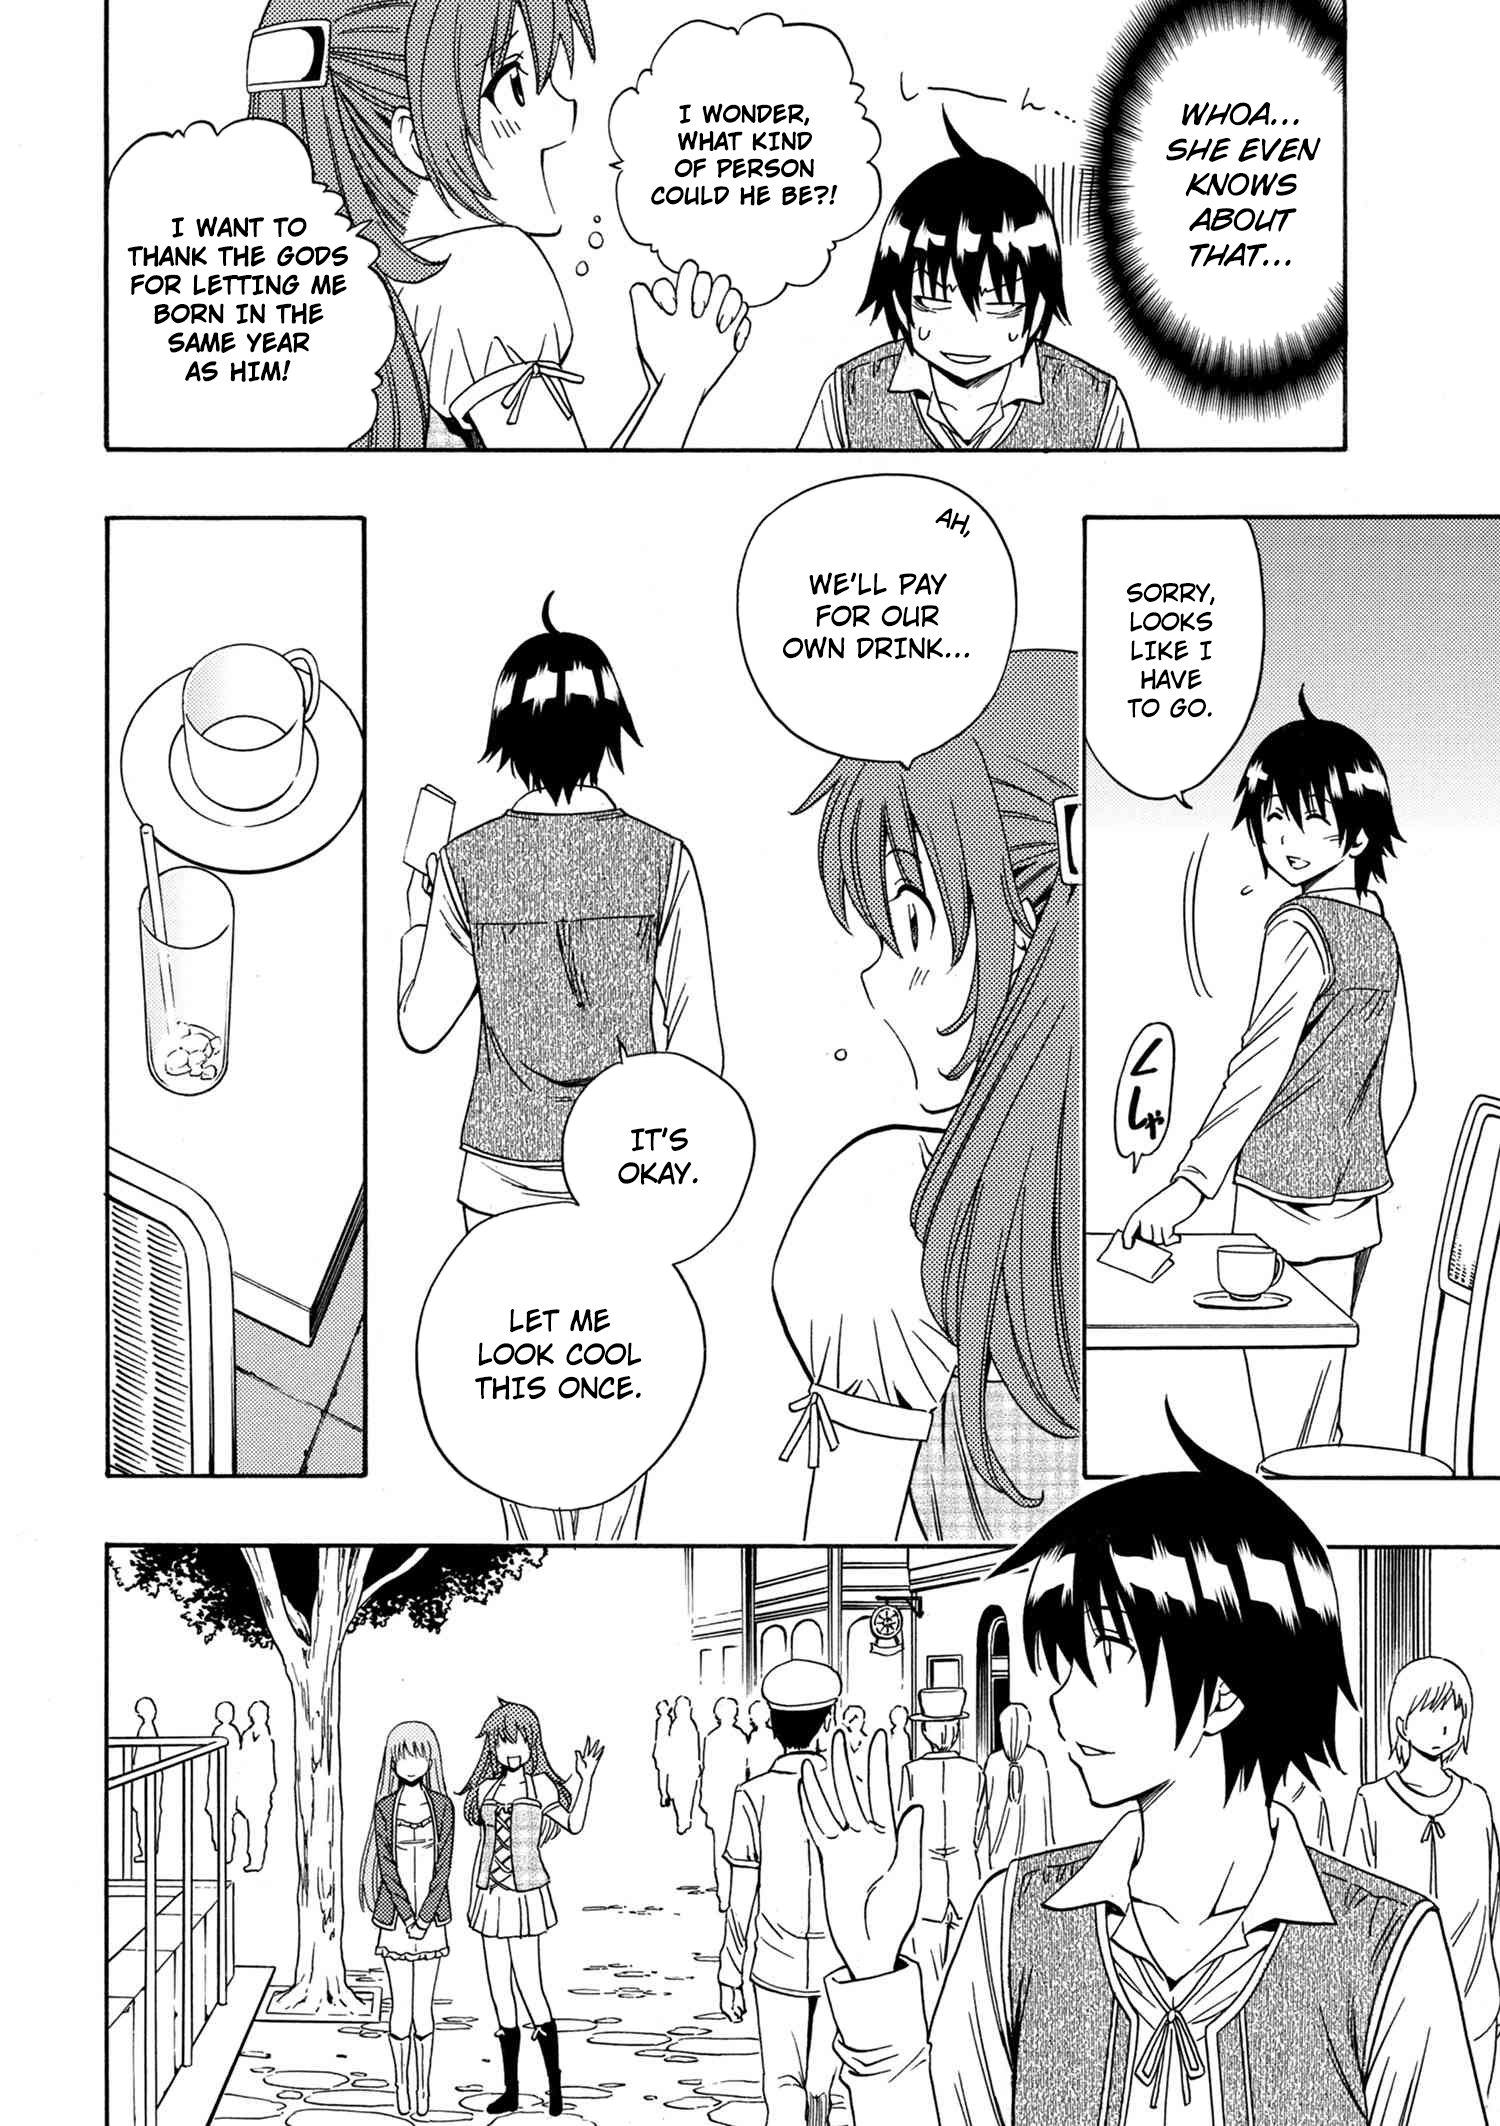 WHOA...
SHE EVEN
KNOWS
ABOUT
THAT...
しーん…
I WONDER,
WHAT KIND
OF PERSON
COULD HE BE?!
I WANT TO
THANK THE GODS
FOR LETTING ME
BORN IN THE
SAME YEAR
AS HIM!
SORRY,
LOOKS
LIKE I
HAVE
TO GO.
くしゃ
AH,
WE'LL PAY
FOR OUR
OWN DRINK...
IT'S
OKAY.
LET ME
LOOK COOL
THIS ONCE.